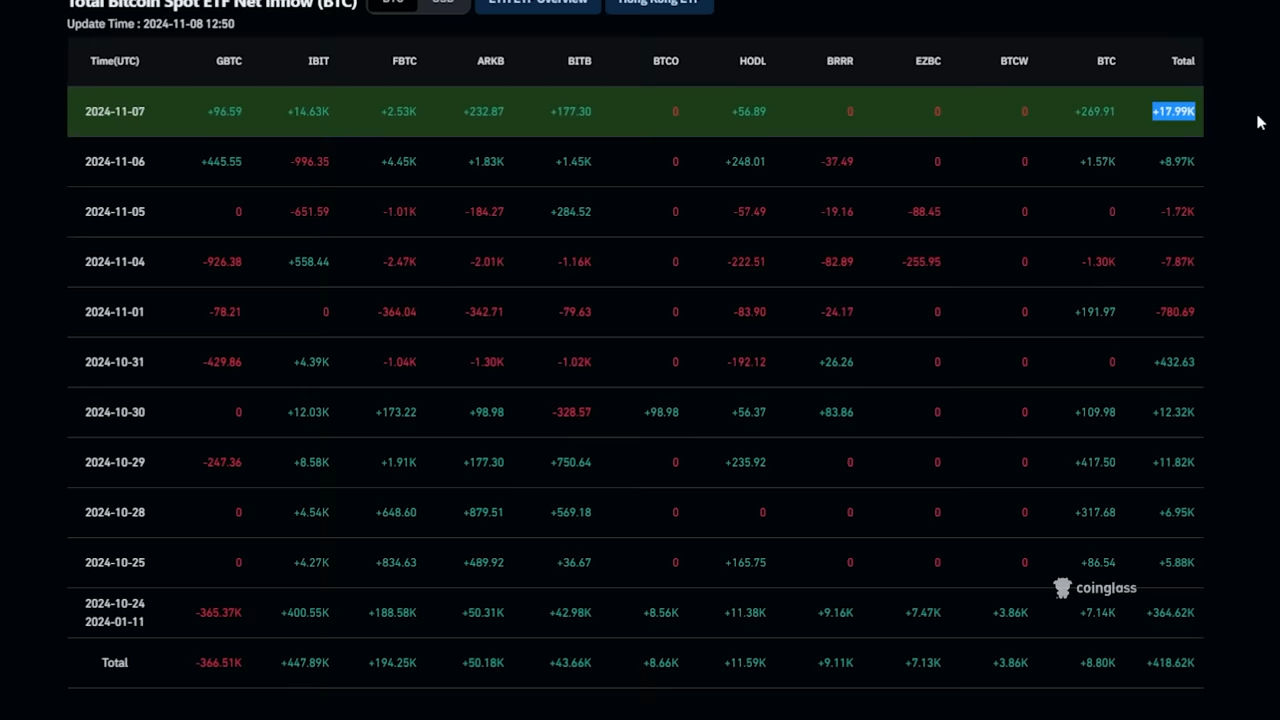 Total Bitcoin Spot ETF Net Inflow (BTC) BTC USD ETH ETF Overview Hong Kong ETF
Update Time : 2024-11-08 12:50
Time(UTC) GBTC IBIT FBTC ARKB BITB BTCO HODL BRRR EZBC BTCW BTC Total
2024-11-07 +96.59 +14.63K +2.53K +232.87 +177.30 0 +56.89 0 0 0 +269.91 +17.99K
2024-11-06 +445.55 -996.35 +4.45K +1.83K +1.45K 0 +248.01 -37.49 0 0 +1.57K +8.97K
2024-11-05 0 -651.59 -1.01K -184.27 +284.52 0 -57.49 -19.16 -88.45 0 0 -1.72K
2024-11-04 -926.38 +558.44 -2.47K -2.01K -1.16K 0 -222.51 -82.89 -255.95 0 -1.30K -7.87K
2024-11-01 -78.21 0 -364.04 -342.71 -79.63 0 -83.90 -24.17 0 0 +191.97 -780.69
2024-10-31 -429.86 +4.39K -1.04K -1.30K -1.02K 0 -192.12 +26.26 0 0 0 +432.63
2024-10-30 0 +12.03K +173.22 +98.98 -328.57 +98.98 +56.37 +83.86 0 0 +109.98 +12.32K
2024-10-29 -247.36 +8.58K +1.91K +177.30 +750.64 0 +235.92 0 0 0 +417.50 +11.82K
2024-10-28 0 +4.54K +648.60 +879.51 +569.18 0 0 0 0 0 +317.68 +6.95K
2024-10-25 0 +4.27K +834.63 +489.92 +36.67 0 +165.75 0 0 0 +86.54 +5.88K
coinglass
2024-10-24
2024-01-11 -365.37K +400.55K +188.58K +50.31K +42.98K +8.56K +11.38K +9.16K +7.47K +3.86K +7.14K +364.62K
Total -366.51K +447.89K +194.25K +50.18K +43.66K +8.66K +11.59K +9.11K +7.13K +3.86K +8.80K +418.62K